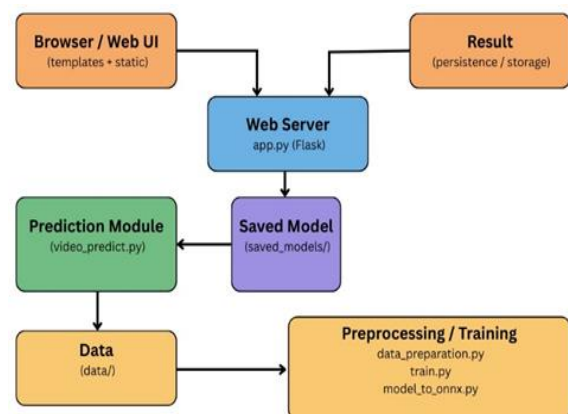 Browser / Web UI
(templates + static)
Result
(persistence / storage)
Web Server
app.py (Flask)
Prediction Module
(video_predict.py)
Saved Model
(saved_models/)
Data
(data/)
Preprocessing / Training
data_preparation.py
train.py
model_to_onnx.py